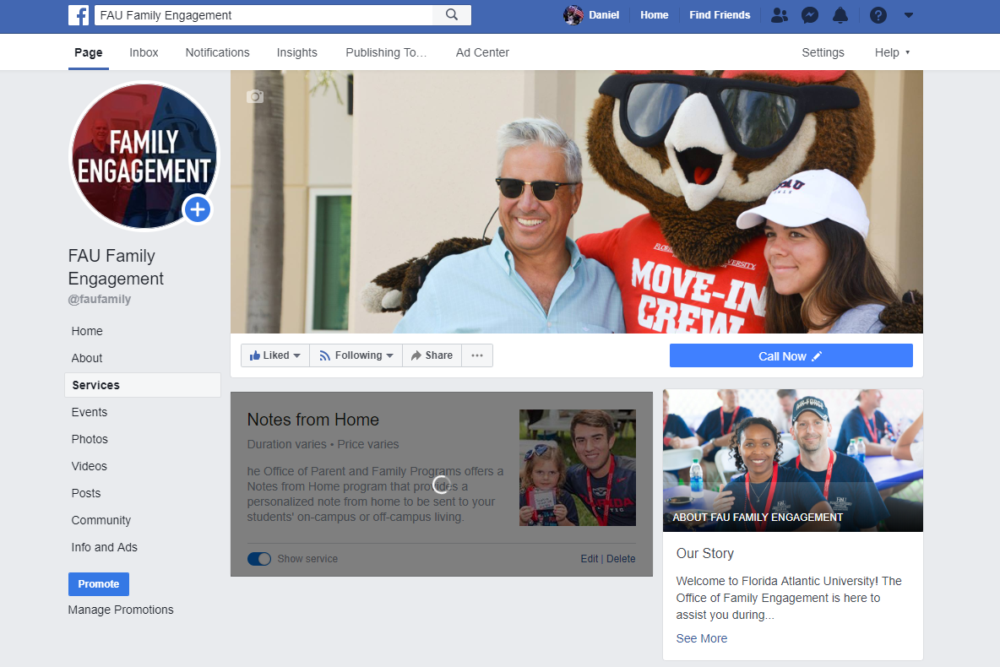 FAU Family Engagement
Daniel
Home
Find Friends
Page
Inbox
Notifications
Insights
Publishing To…
Ad Center
Settings
Help
FAMILY
ENGAGEMENT
FAU Family
Engagement
@faufamily
Home
About
Services
Events
Photos
Videos
Posts
Community
Info and Ads
Promote
Manage Promotions
FAU
MOVE-IN
CREW
Liked
Following
Share
Call Now
Notes from Home
Duration varies • Price varies
he Office of Parent and Family Programs offers a
Notes from Home program that provides a
personalized note from home to be sent to your
students' on-campus or off-campus living.
Show service
Edit | Delete
AIR FORCE
FAU
ABOUT FAU FAMILY ENGAGEMENT
Our Story
Welcome to Florida Atlantic University! The
Office of Family Engagement is here to
assist you during...
See More